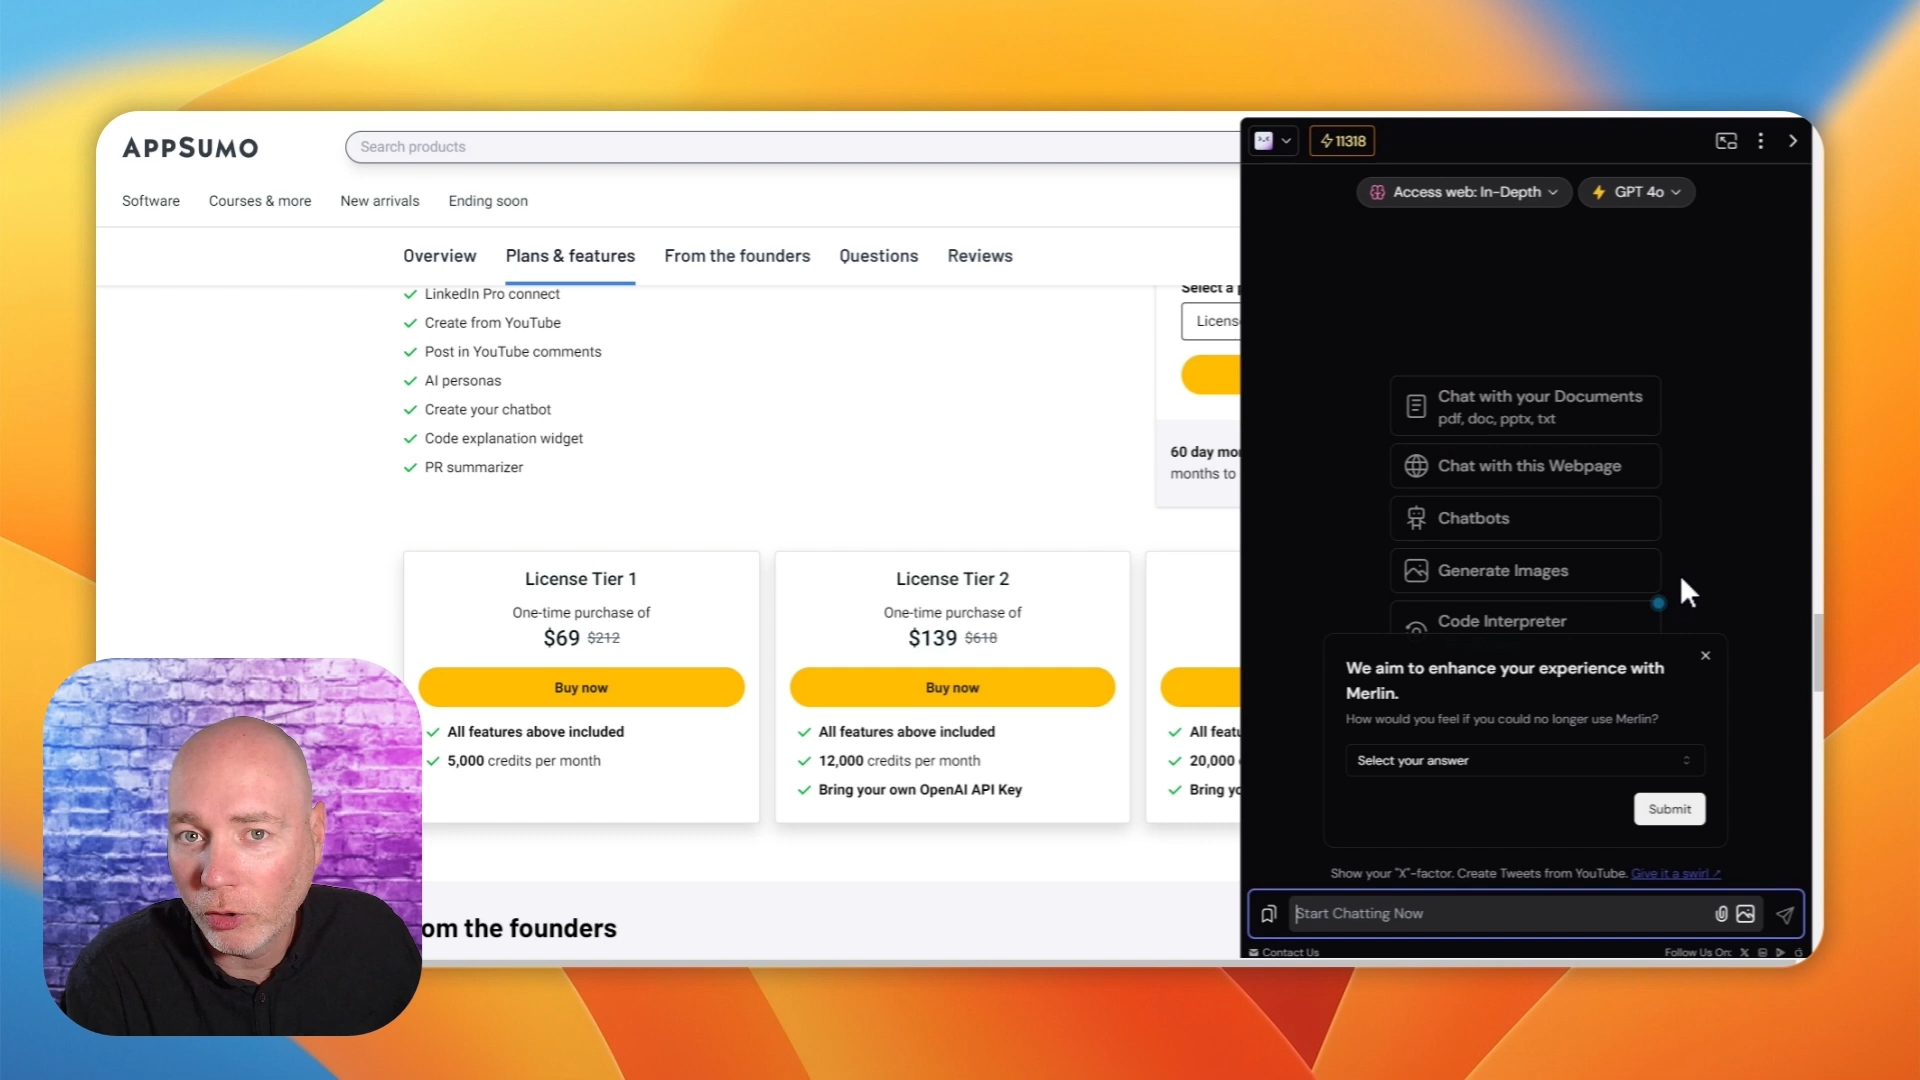 APPSUMO
Search products
Software Courses & more New arrivals Ending soon
Overview Plans & features From the founders Questions Reviews
LinkedIn Pro connect
Create from YouTube
Post in YouTube comments
AI personas
Create your chatbot
Code explanation widget
PR summarizer
Select a
Licens
60 day
months to
License Tier 1
One-time purchase of
$69 $212
Buy now
All features above included
5,000 credits per month
License Tier 2
One-time purchase of
$139 $618
Buy now
All features above included
12,000 credits per month
Bring your own OpenAI API Key
All
20,000
Bring
om the founders
11318
Access web: In-Depth GPT 4o
Chat with your Documents
pdf, doc, pptx, txt
Chat with this Webpage
Chatbots
Generate Images
Code Interpreter
We aim to enhance your experience with
Merlin.
How would you feel if you could no longer use Merlin?
Select your answer
Submit
Show your "X"-factor. Create Tweets from YouTube. Give it a swirl
Start Chatting Now
Contact Us Follow Us On: